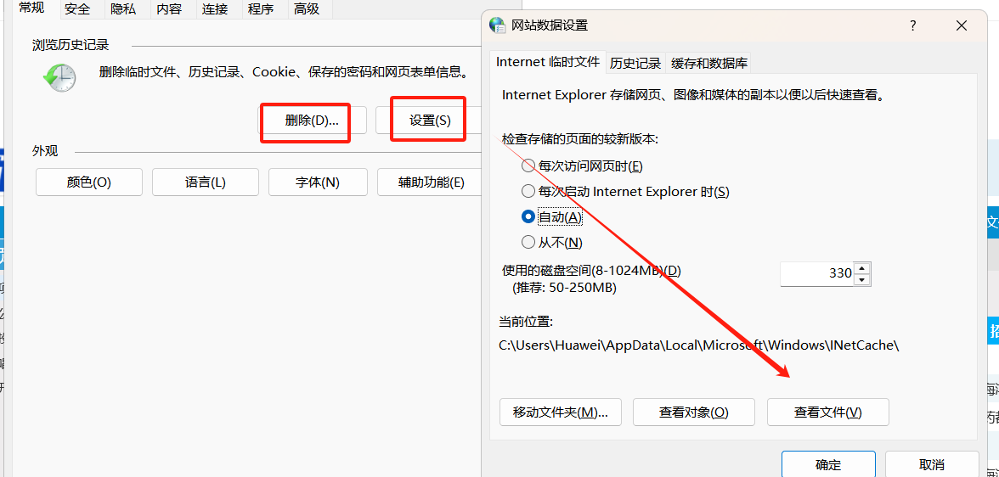 常规 安全 隐私 内容 连接 程序 高级
浏览历史记录
删除临时文件、历史记录、Cookie、保存的密码和网页表单信息。
删除(D)... 设置(S)
外观
颜色(O) 语言(L) 字体(N) 辅助功能(E)
网站数据设置 ?
Internet 临时文件 历史记录 缓存和数据库
Internet Explorer 存储网页、图像和媒体的副本以便以后快速查看。
检查存储的页面的较新版本:
每次访问网页时(E)
每次启动 Internet Explorer 时(S)
自动(A)
从不(N)
使用的磁盘空间(8-1024MB)(D) 330
(推荐: 50-250MB)
当前位置:
C:\Users\Huawei\AppData\Local\Microsoft\Windows\INetCache\
移动文件夹(M)... 查看对象(O) 查看文件(V)
确定 取消